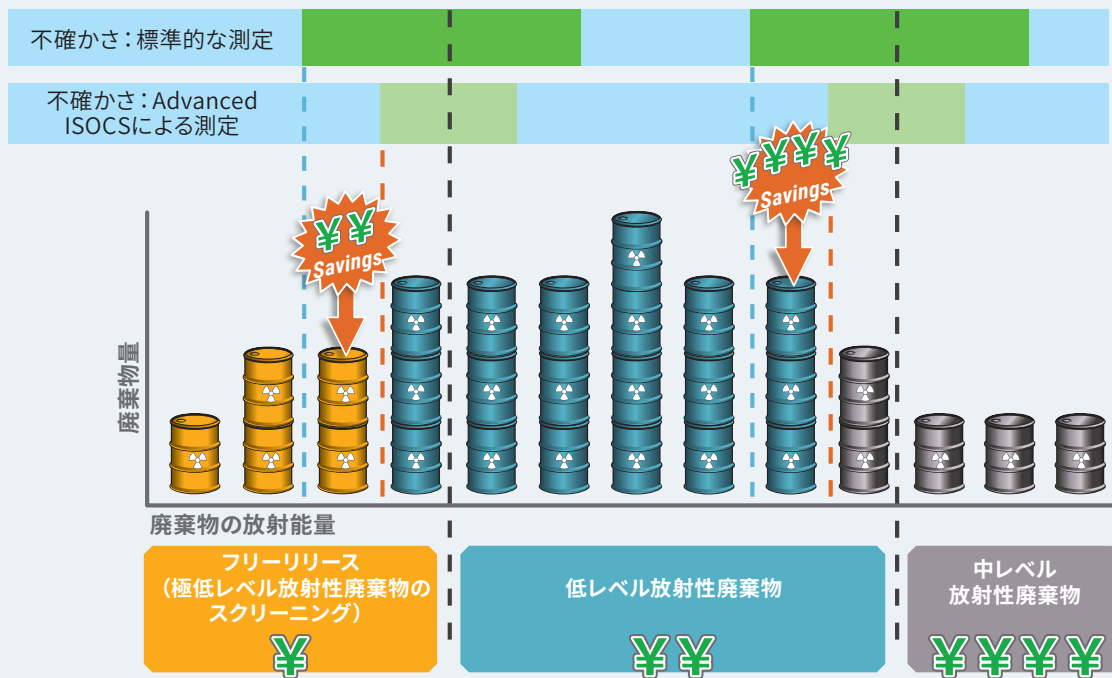 不確かさ：標準的な測定
不確かさ：Advanced
ISOCSによる測定
¥¥
Savings
¥¥¥¥
Savings
廃棄物量
廃棄物の放射能量
フリーリリース
（極低レベル放射性廃棄物の
スクリーニング）
¥
低レベル放射性廃棄物
¥¥
中レベル
放射性廃棄物
¥¥¥¥